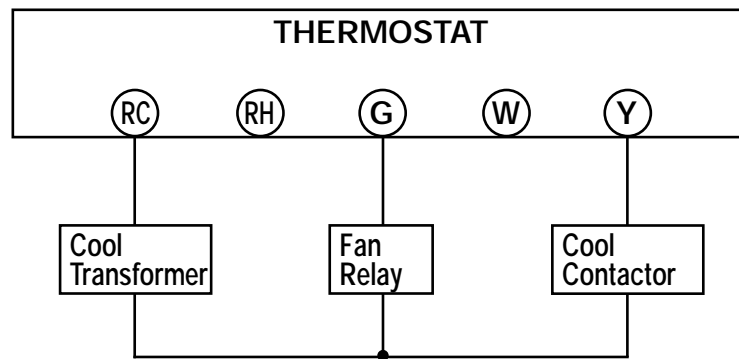 THERMOSTAT
RC
RH
G
W
Y
Cool
Transformer
Fan
Relay
Cool
Contactor